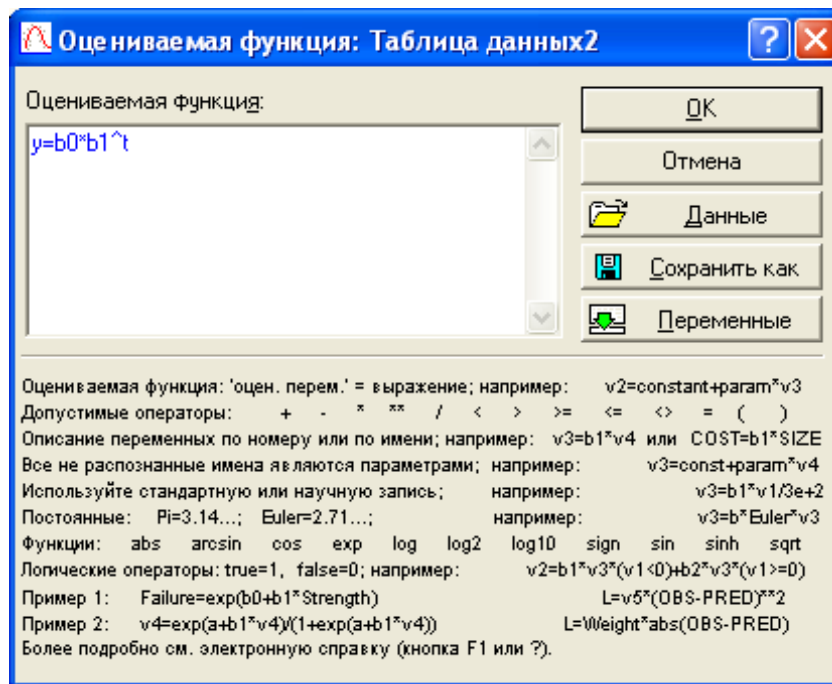 Оцениваемая функция: Таблица данных2
Оцениваемая функция:
y=b0*b1^t
OK
Отмена
Данные
Сохранить как
Переменные
Оцениваемая функция: 'оцен. перем.' = выражение; например: v2=constant+param*v3
Допустимые операторы: + - * ** / < > >= <= <> = ( )
Описание переменных по номеру или по имени; например: v3=b1*v4 или COST=b1*SIZE
Все не распознанные имена являются параметрами; например: v3=const+param*v4
Используйте стандартную или научную запись; например: v3=b1*v1/3e+2
Постоянные: Pi=3.14...; Euler=2.71...; например: v3=b*Euler*v3
Функции: abs arcsin cos exp log log2 log10 sign sin sinh sqrt
Логические операторы: true=1, false=0; например: v2=b1*v3*(v1<0)+b2*v3*(v1>=0)
Пример 1: Failure=exp(b0+b1*Strength) L=v5*(OBS-PRED)**2
Пример 2: v4=exp(a+b1*v4)/(1+exp(a+b1*v4)) L=Weight*abs(OBS-PRED)
Более подробно см. электронную справку (кнопка F1 или ?).